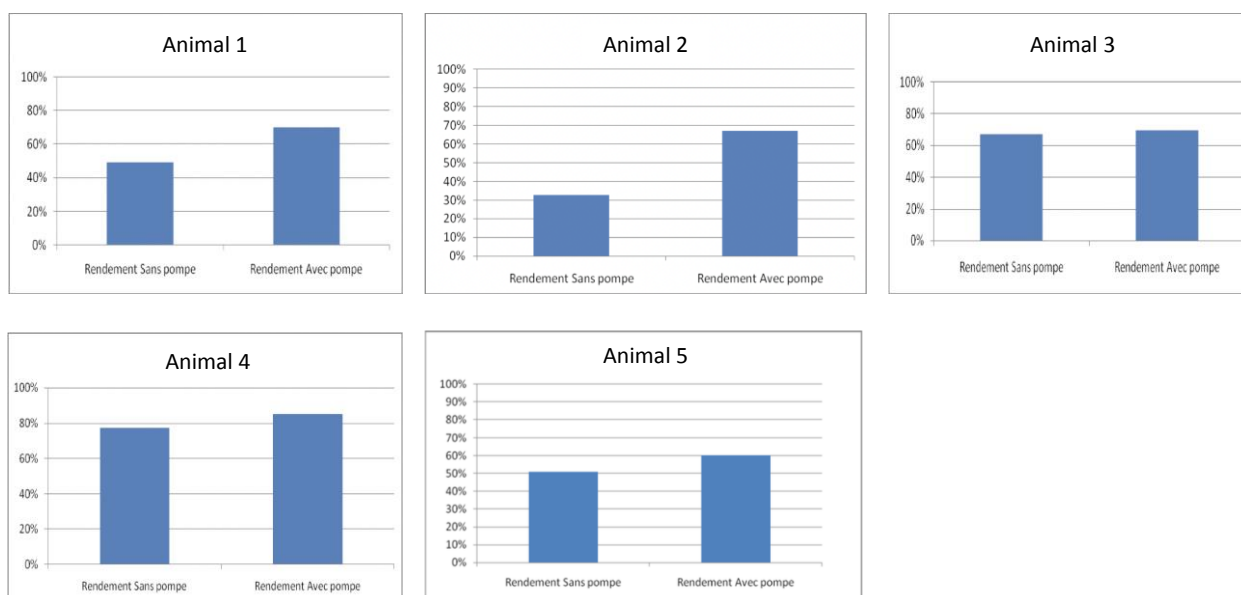 Animal 1
100%
80%
60%
40%
20%
0%
Rendement Sans pompe
Rendement Avec pompe
Animal 2
100%
90%
80%
70%
60%
50%
40%
30%
20%
10%
0%
Rendement Sans pompe
Rendement Avec pompe
Animal 3
100%
80%
60%
40%
20%
0%
Rendement Sans pompe
Rendement Avec pompe
Animal 4
100%
80%
60%
40%
20%
0%
Rendement Sans pompe
Rendement Avec pompe
Animal 5
100%
90%
80%
70%
60%
50%
40%
30%
20%
10%
0%
Rendement Sans pompe
Rendement Avec pompe